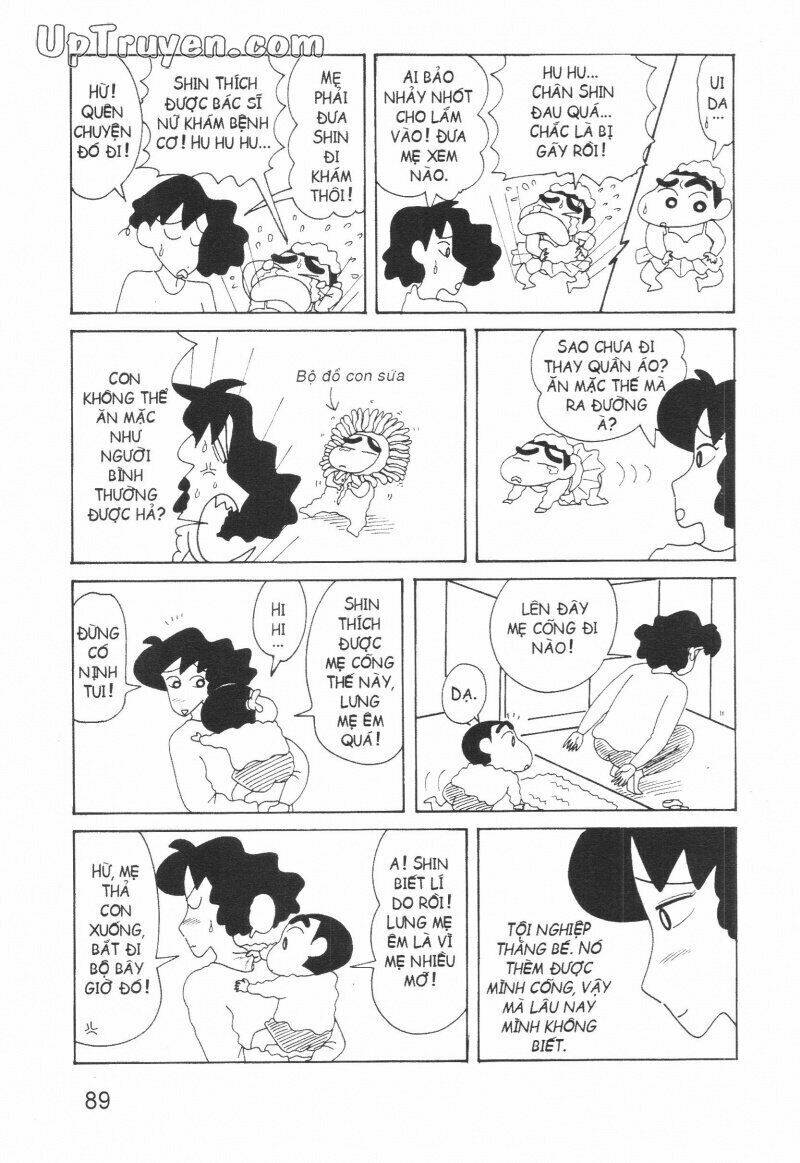 UpTruyen.com
UI
DA
...
HU HU...
CHÂN SHIN
ĐAU QUÁ...
CHẮC LÀ BỊ
GÃY RỒI!
AI BẢO
NHẢY NHÓT
CHO LẮM
VÀO! ĐƯA
MẸ XEM
NÀO.
MẸ
PHẢI
ĐƯA
SHIN
ĐI
KHÁM
THÔI!
SHIN THÍCH
ĐƯỢC BÁC SĨ
NỮ KHÁM BỆNH
CƠ! HU HU HU...
HỪ!
QUÊN
CHUYỆN
ĐÓ ĐI!
SAO CHƯA ĐI
THAY QUẦN ÁO?
ĂN MẶC THẾ MÀ
RA ĐƯỜNG
À?
Bộ đồ con sứa
CON
KHÔNG THỂ
ĂN MẶC
NHƯ
NGƯỜI
BÌNH
THƯỜNG
ĐƯỢC HẢ?
LÊN ĐÂY
MẸ CÕNG ĐI
NÀO!
DẠ.
SHIN
THÍCH
ĐƯỢC
MẸ CÕNG
THẾ NÀY,
LƯNG
MẸ ÊM
QUÁ!
HI
HI
...
ĐỪNG
CÓ
NỊNH
TUI!
TỘI NGHIỆP
THẰNG BÉ. NÓ
THÈM ĐƯỢC
MÌNH CÕNG, VẬY
MÀ LÂU NAY
MÌNH KHÔNG
BIẾT.
A! SHIN
BIẾT LÍ
DO RỒI!
LƯNG MẸ
ÊM LÀ VÌ
MẸ NHIỀU
MỠ!
HỪ, MẸ
THẢ
CON
XUỐNG,
BẮT ĐI
BỘ BÂY
GIỜ ĐÓ!
89